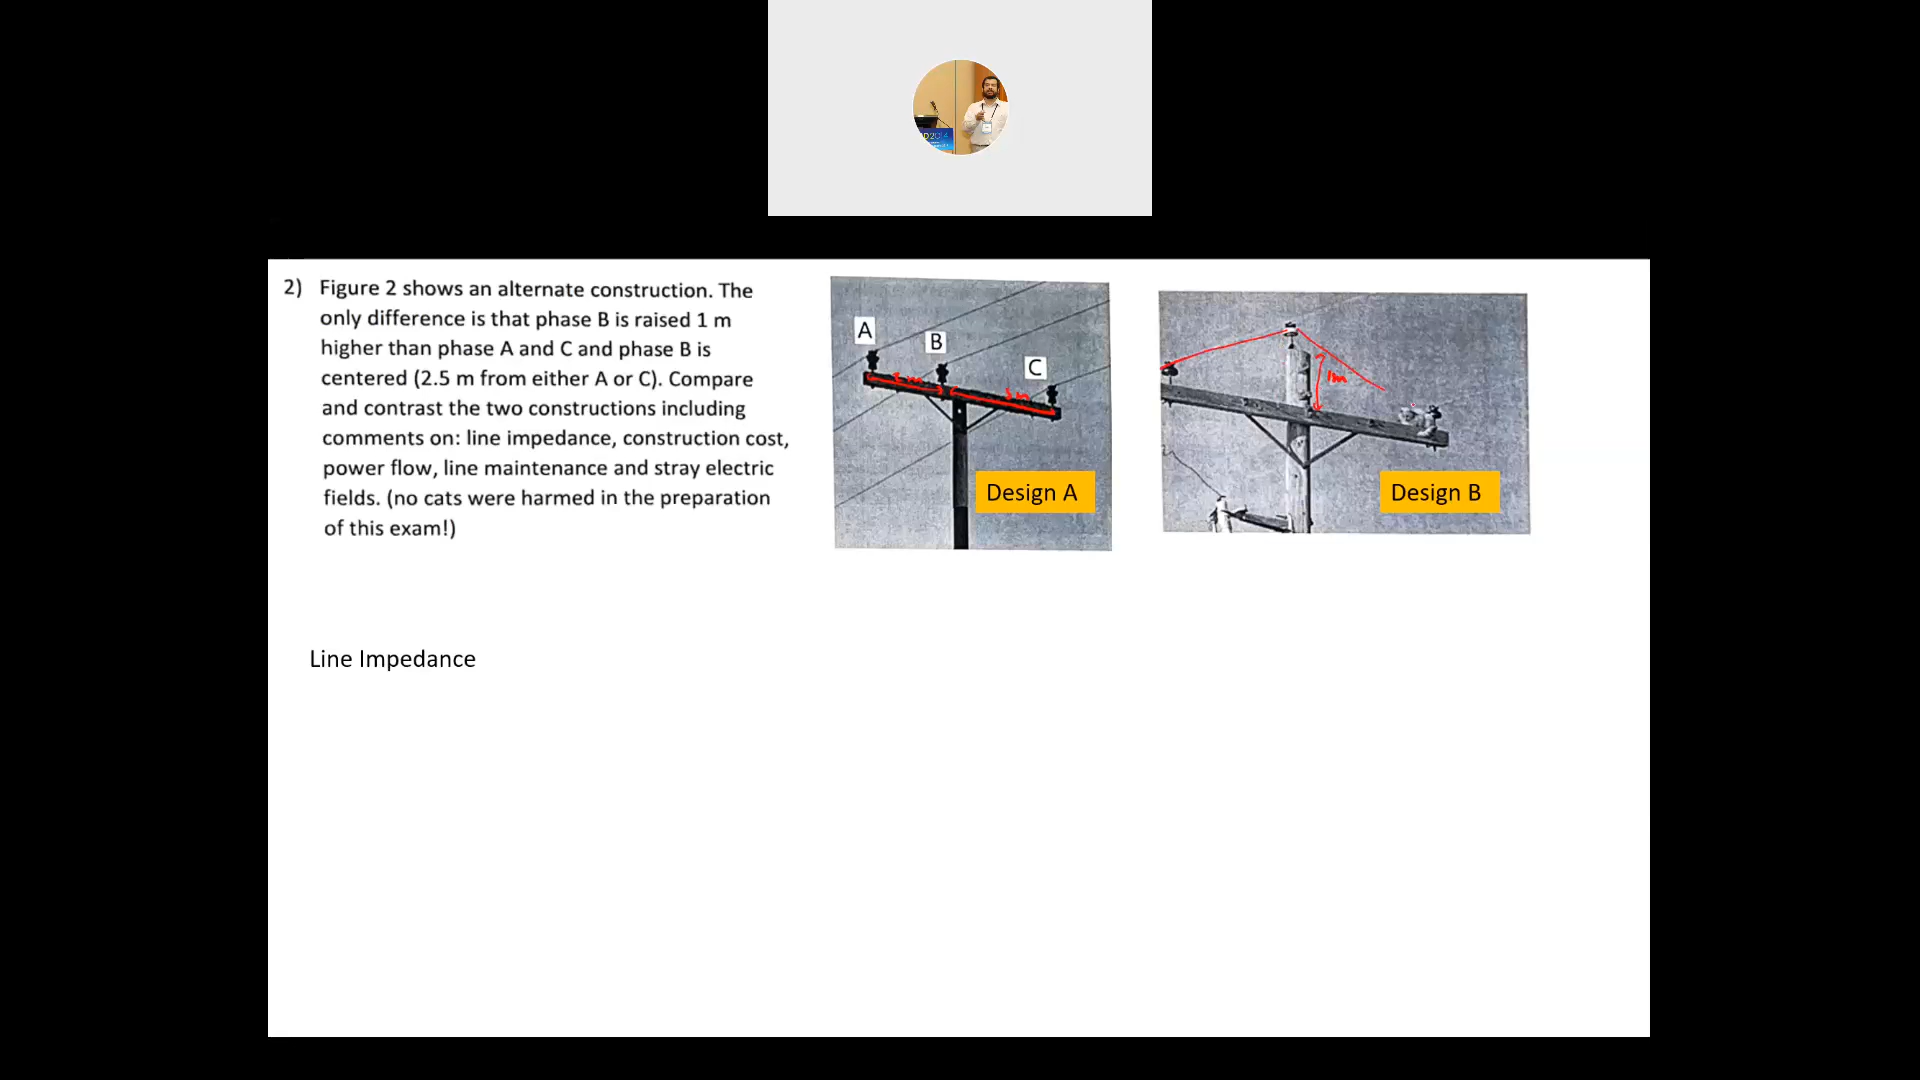 D2014
2) Figure 2 shows an alternate construction. The
only difference is that phase B is raised 1 m
higher than phase A and C and phase B is
centered (2.5 m from either A or C). Compare
and contrast the two constructions including
comments on: line impedance, construction cost,
power flow, line maintenance and stray electric
fields. (no cats were harmed in the preparation
of this exam!)
A
B
C
m
3m
Design A
1m
Design B
Line Impedance